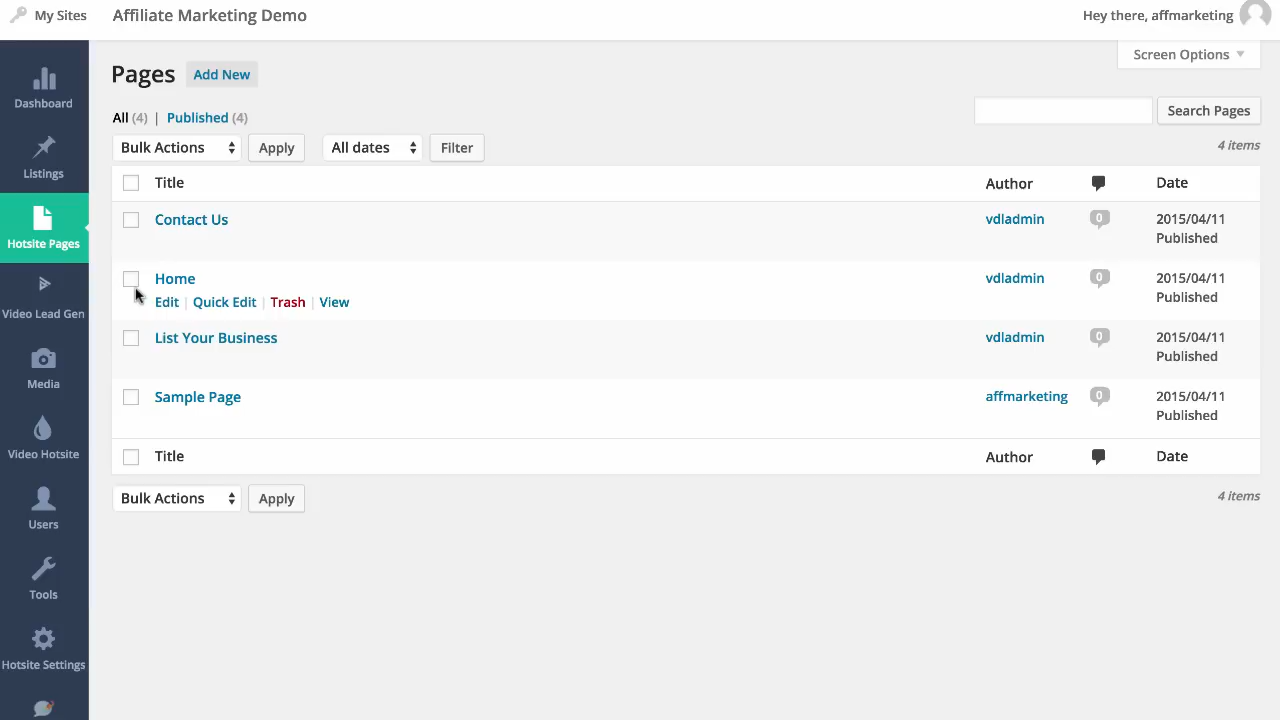 My Sites
Affiliate Marketing Demo
Hey there, affmarketing
Screen Options
Dashboard
Listings
Hotsite Pages
Video Lead Gen
Media
Video Hotsite
Users
Tools
Hotsite Settings
Pages Add New
All (4) | Published (4)
Search Pages
Bulk Actions Apply All dates Filter
4 items
Title Author Date
Contact Us vdladmin 0 2015/04/11
Published
Home vdladmin 0 2015/04/11
Published
Edit | Quick Edit | Trash | View
List Your Business vdladmin 0 2015/04/11
Published
Sample Page affmarketing 0 2015/04/11
Published
Title Author Date
Bulk Actions Apply
4 items